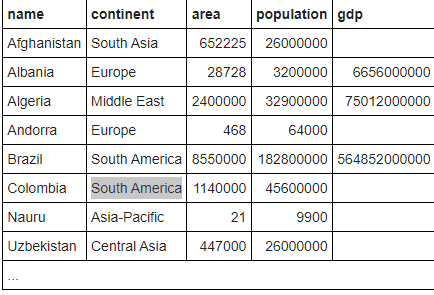 name continent area population gdp
Afghanistan South Asia 652225 26000000
Albania Europe 28728 3200000 6656000000
Algeria Middle East 2400000 32900000 75012000000
Andorra Europe 468 64000
Brazil South America 8550000 182800000 564852000000
Colombia South America 1140000 45600000
Nauru Asia-Pacific 21 9900
Uzbekistan Central Asia 447000 26000000
...